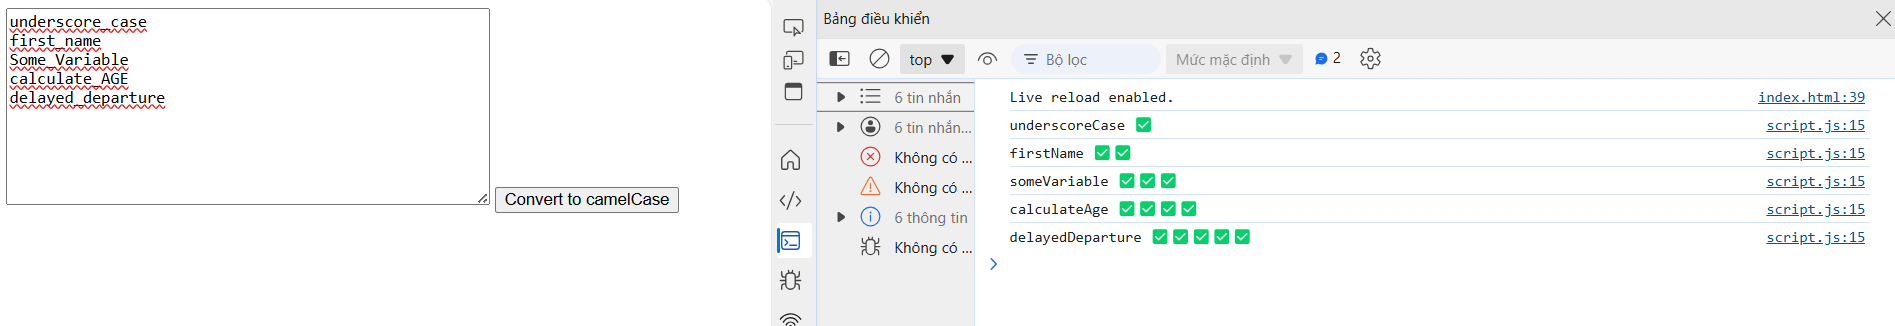 underscore_case
first_name
Some_Variable
calculate_AGE
delayed_departure
Convert to camelCase
Bảng điều khiển
top
Bộ lọc
Mức mặc định
2
6 tin nhắn
6 tin nhắn...
Không có ...
Không có ...
6 thông tin
Không có ...
Live reload enabled. index.html:39
underscoreCase ✅ script.js:15
firstName ✅✅ script.js:15
someVariable ✅✅✅ script.js:15
calculateAge ✅✅✅✅ script.js:15
delayedDeparture ✅✅✅✅✅ script.js:15